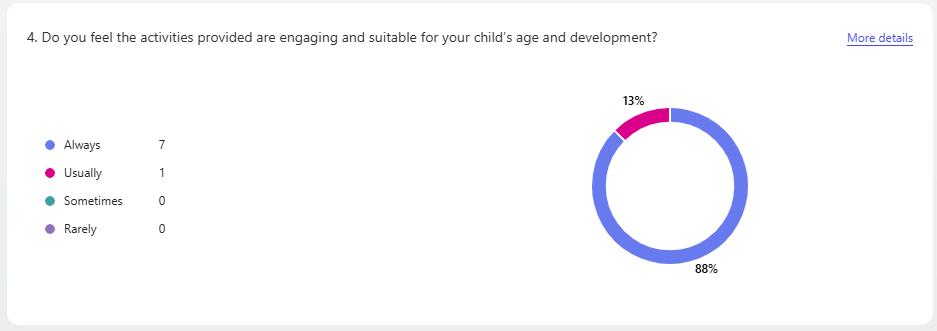 4. Do you feel the activities provided are engaging and suitable for your child's age and development?
More details
Always 7
Usually 1
Sometimes 0
Rarely 0
13%
88%